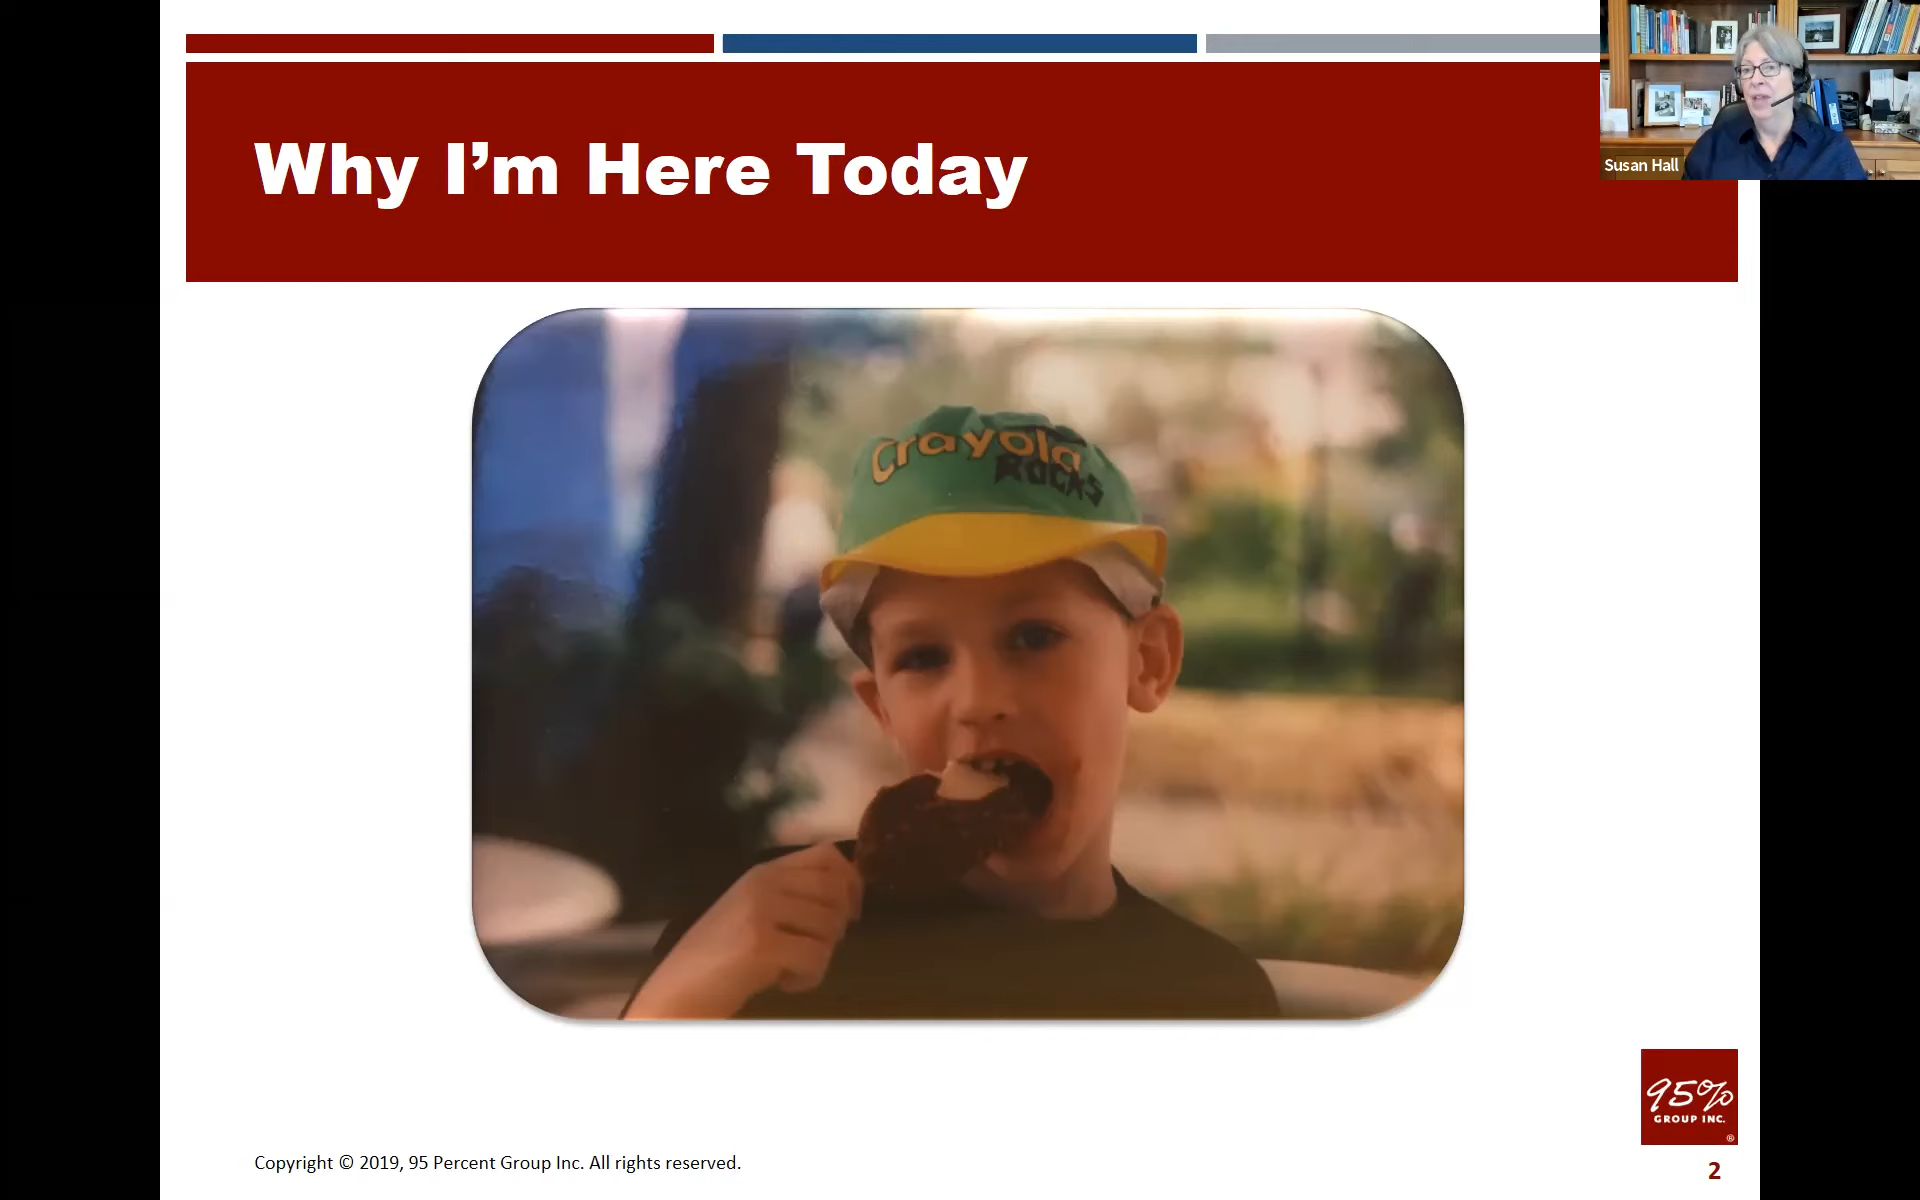 Why I'm Here Today
Susan Hall
Crayola
ROCKS
95%
GROUP INC.
®
Copyright © 2019, 95 Percent Group Inc. All rights reserved.
2